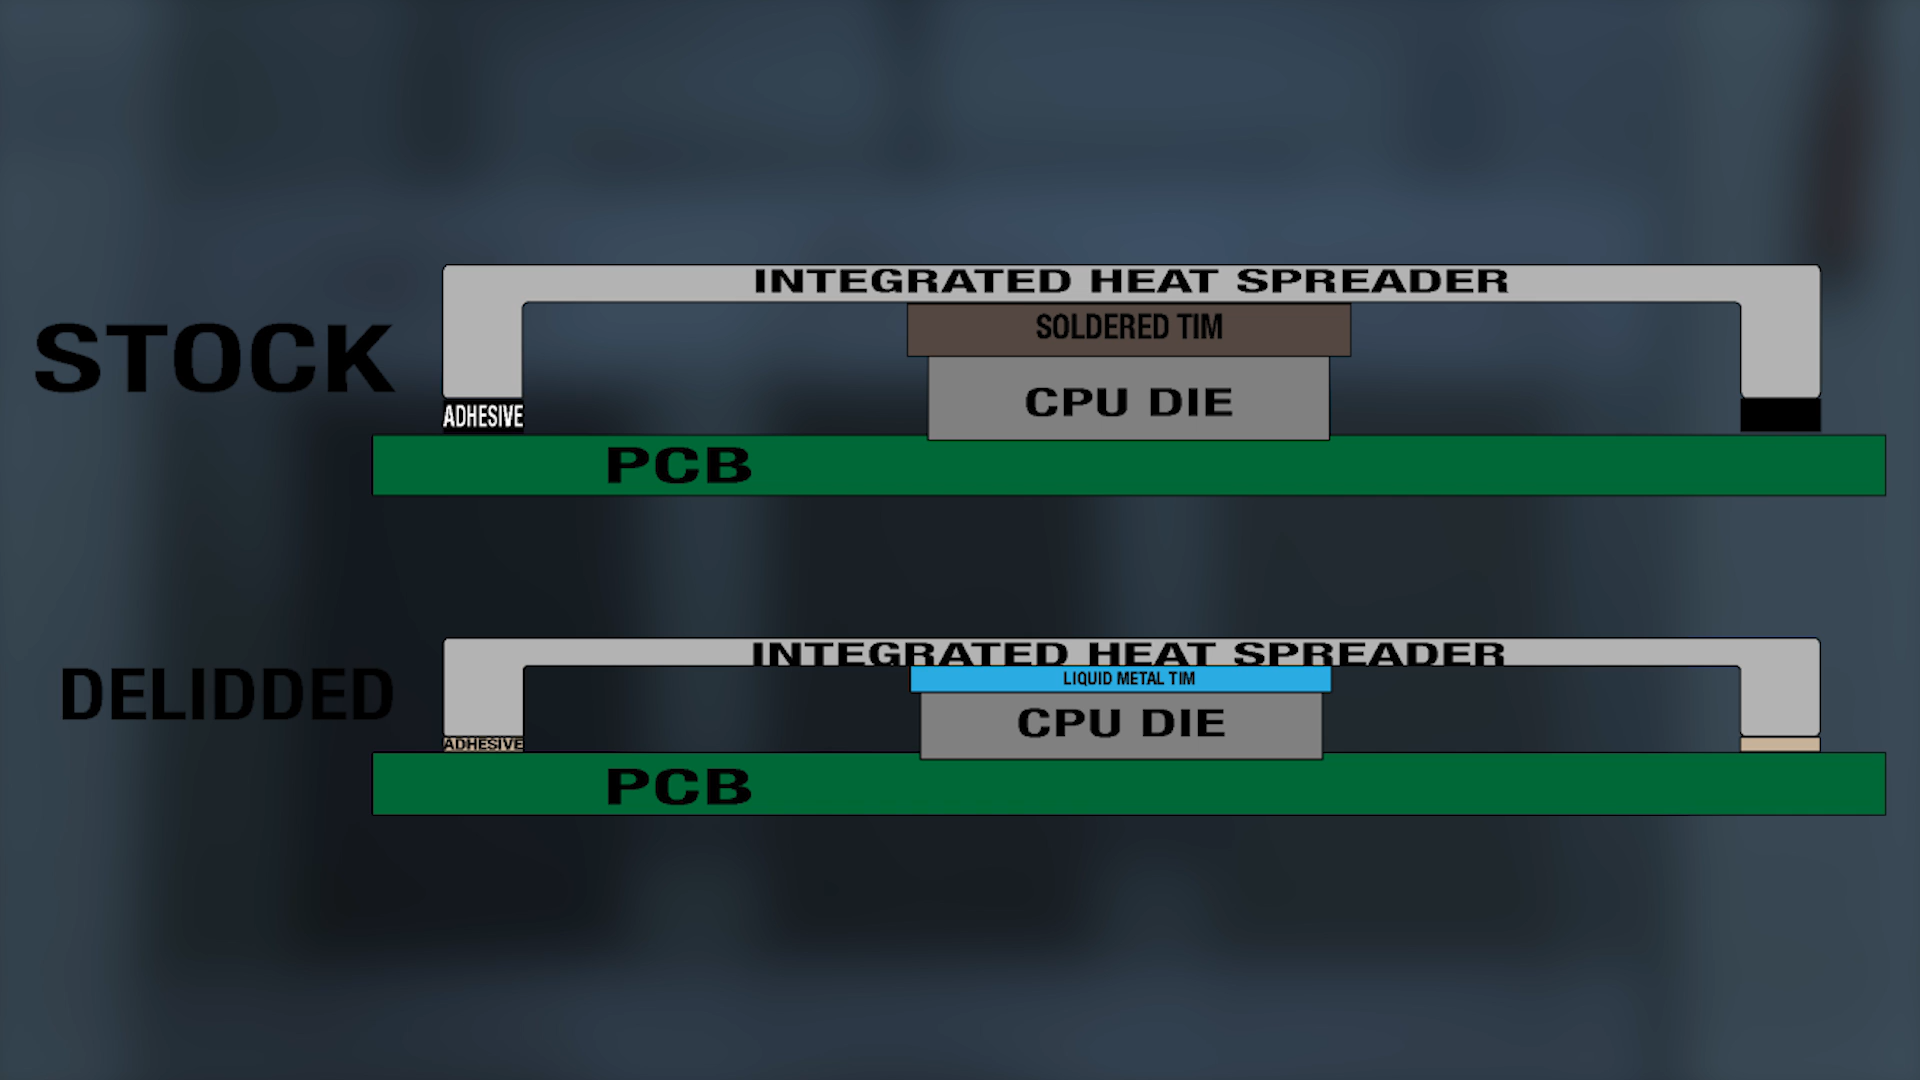 INTEGRATED HEAT SPREADER
STOCK
SOLDERED TIM
CPU DIE
ADHESIVE
PCB
INTEGRATED HEAT SPREADER
DELIDDED
LIQUID METAL TIM
CPU DIE
ADHESIVE
PCB